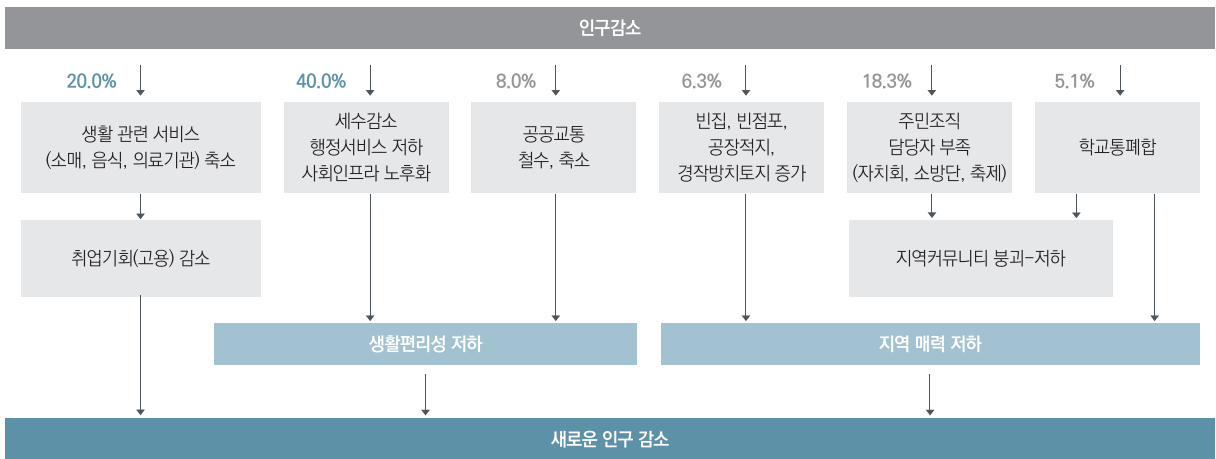 인구감소
20.0%
40.0%
8.0%
6.3%
18.3%
5.1%
생활 관련 서비스
(소매, 음식, 의료기관) 축소
세수감소
행정서비스 저하
사회인프라 노후화
공공교통
철수, 축소
빈집, 빈점포,
공장적지,
경작방치토지 증가
주민조직
담당자 부족
(자치회, 소방단, 축제)
학교통폐합
취업기회(고용) 감소
지역커뮤니티 붕괴-저하
생활편리성 저하
지역 매력 저하
새로운 인구 감소